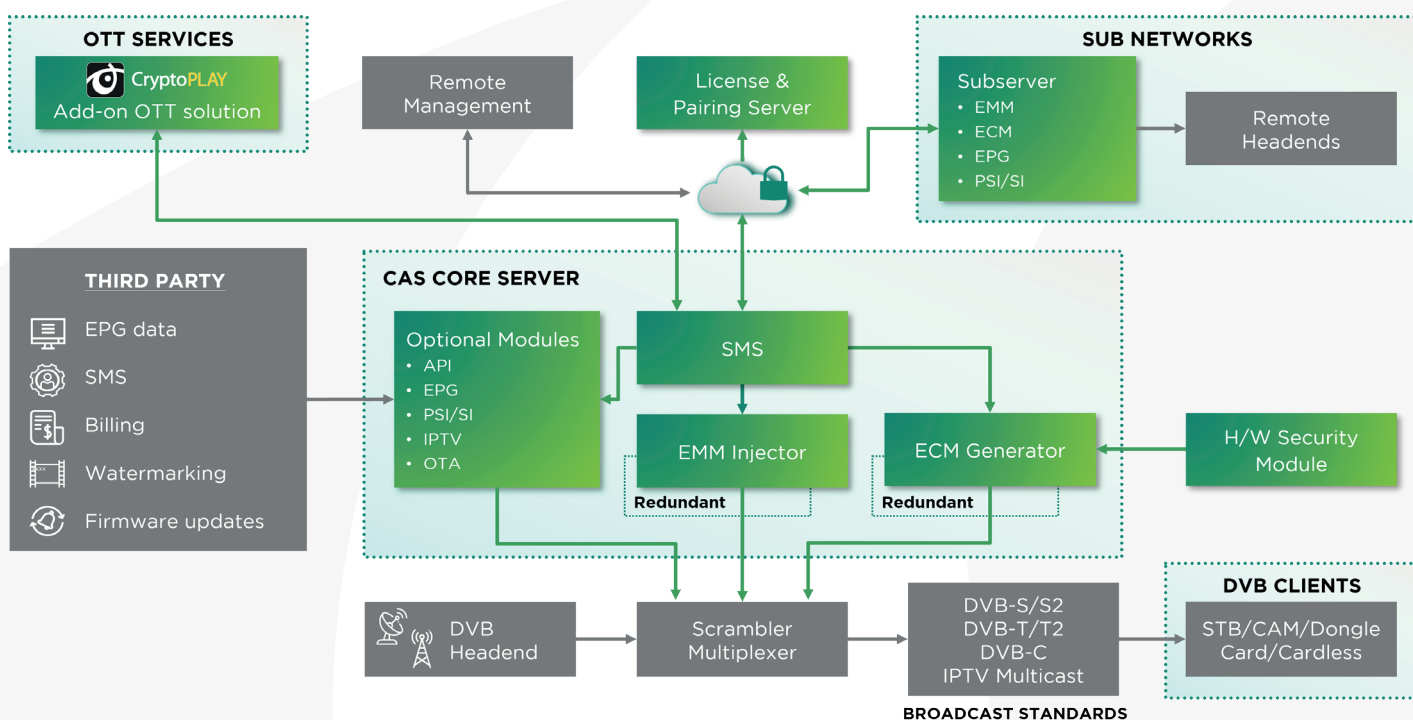 OTT SERVICES
CryptoPLAY
Add-on OTT solution
Remote
Management
License &
Pairing Server
SUB NETWORKS
Subserver
• EMM
• ECM
• EPG
• PSI/SI
Remote
Headends
THIRD PARTY
EPG data
SMS
Billing
Watermarking
Firmware updates
CAS CORE SERVER
Optional Modules
• API
• EPG
• PSI/SI
• IPTV
• OTA
SMS
EMM Injector
Redundant
ECM Generator
Redundant
H/W Security
Module
DVB
Headend
Scrambler
Multiplexer
DVB-S/S2
DVB-T/T2
DVB-C
IPTV Multicast
BROADCAST STANDARDS
DVB CLIENTS
STB/CAM/Dongle
Card/Cardless